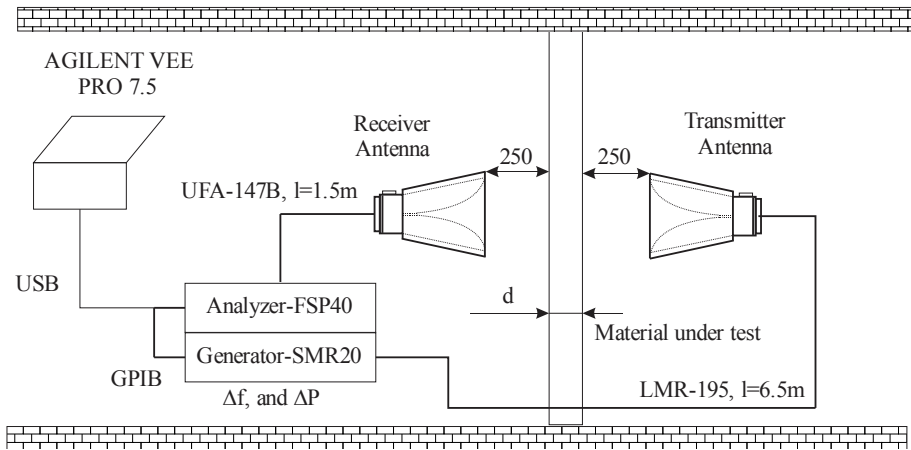 AGILENT VEE
PRO 7.5
Receiver
Antenna
Transmitter
Antenna
250
250
UFA-147B, l=1.5m
USB
Analyzer-FSP40
d
Material under test
Generator-SMR20
GPIB
LMR-195, l=6.5m
Δf, and ΔP